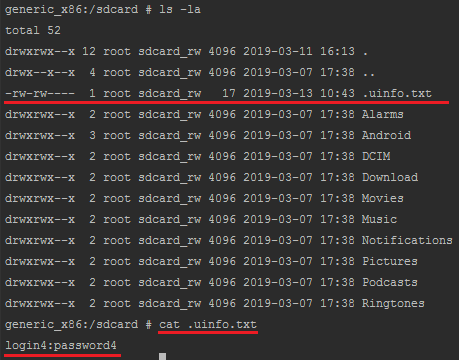 generic_x86:/sdcard # ls -la
total 52
drwxrwx--x 12 root sdcard_rw 4096 2019-03-11 16:13 .
drwx--x--x  4 root sdcard_rw 4096 2019-03-07 17:38 ..
-rw-rw----  1 root sdcard_rw   17 2019-03-13 10:43 .uinfo.txt
drwxrwx--x  2 root sdcard_rw 4096 2019-03-07 17:38 Alarms
drwxrwx--x  3 root sdcard_rw 4096 2019-03-07 17:38 Android
drwxrwx--x  2 root sdcard_rw 4096 2019-03-07 17:38 DCIM
drwxrwx--x  2 root sdcard_rw 4096 2019-03-07 17:38 Download
drwxrwx--x  2 root sdcard_rw 4096 2019-03-07 17:38 Movies
drwxrwx--x  2 root sdcard_rw 4096 2019-03-07 17:38 Music
drwxrwx--x  2 root sdcard_rw 4096 2019-03-07 17:38 Notifications
drwxrwx--x  2 root sdcard_rw 4096 2019-03-07 17:38 Pictures
drwxrwx--x  2 root sdcard_rw 4096 2019-03-07 17:38 Podcasts
drwxrwx--x  2 root sdcard_rw 4096 2019-03-07 17:38 Ringtones
generic_x86:/sdcard # cat .uinfo.txt
login4:password4